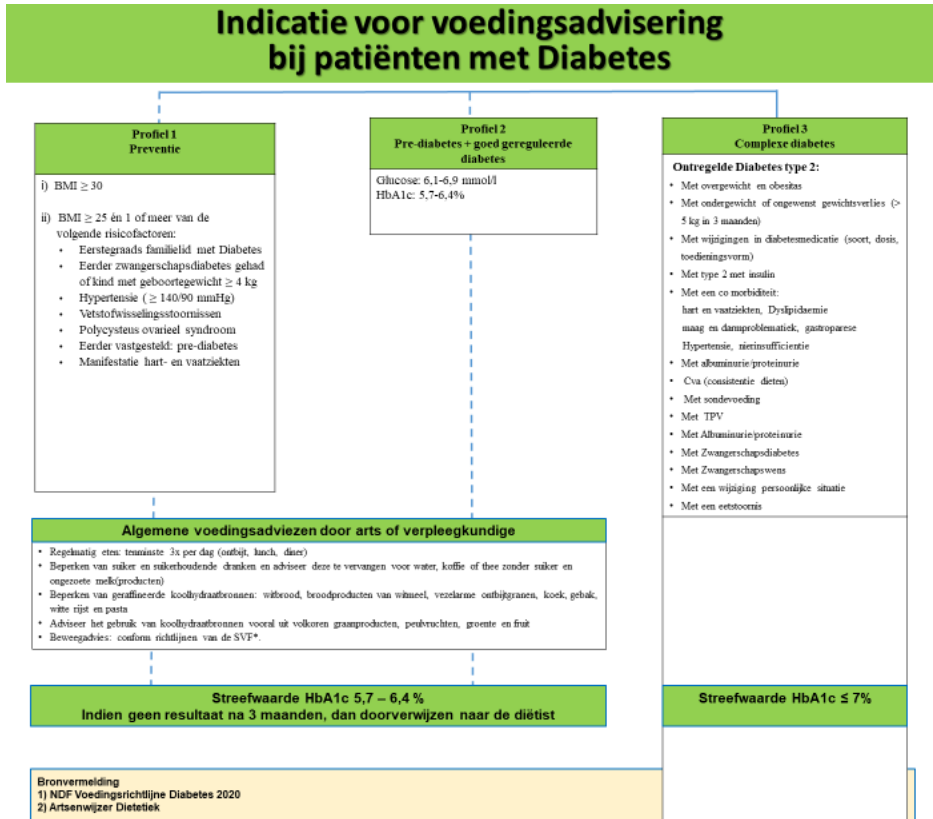 Indicatie voor voedingsadvisering
bij patiënten met Diabetes
Profiel 1
Preventie
i) BMI ≥ 30
ii) BMI ≥ 25 én 1 of meer van de
volgende risicofactoren:
• Eerstegraads familielid met Diabetes
• Eerder zwangerschapsdiabetes gehad
of kind met geboortegewicht ≥ 4 kg
• Hypertensie ( ≥ 140/90 mmHg)
• Vetstofwisselingsstoornissen
• Polycysteus ovarieel syndroom
• Eerder vastgesteld: pre-diabetes
• Manifestatie hart- en vaatziekten
Profiel 2
Pre-diabetes + goed gereguleerde
diabetes
Glucose: 6,1-6,9 mmol/l
HbA1c: 5,7-6,4%
Profiel 3
Complexe diabetes
Ontregelde Diabetes type 2:
• Met overgewicht en obesitas
• Met ondergewicht of ongewenst gewichtsverlies (>
5 kg in 3 maanden)
• Met wijzigingen in diabetesmedicatie (soort, dosis,
toedieningsvorm)
• Met type 2 met insulin
• Met een co morbiditeit:
hart en vaatziekten, Dyslipidaemie
maag en darmproblematiek, gastroparese
Hypertensie, nierinsufficientie
• Met albuminurie/proteinurie
• Cva (consistentie dieten)
• Met sondevoeding
• Met TPV
• Met Albuminurie/proteinurie
• Met Zwangerschapsdiabetes
• Met Zwangerschapswens
• Met een wijziging persoonlijke situatie
• Met een eetstoornis
Algemene voedingsadviezen door arts of verpleegkundige
• Regelmatig eten: tenminste 3x per dag (ontbijt, lunch, diner)
• Beperken van suiker en suikerhoudende dranken en adviseer deze te vervangen voor water, koffie of thee zonder suiker en
ongezoete melk(producten)
• Beperken van geraffineerde koolhydraatbronnen: witbrood, broodproducten van witmeel, vezelarme ontbijtgranen, koek, gebak,
witte rijst en pasta
• Adviseer het gebruik van koolhydraatbronnen vooral uit volkoren graanproducten, peulvruchten, groente en fruit
• Beweegadvies: conform richtlijnen van de SVF*.
Streefwaarde HbA1c 5,7 – 6,4 %
Indien geen resultaat na 3 maanden, dan doorverwijzen naar de diëtist
Streefwaarde HbA1c ≤ 7%
Bronvermelding
1) NDF Voedingsrichtlijne Diabetes 2020
2) Artsenwijzer Dietetiek